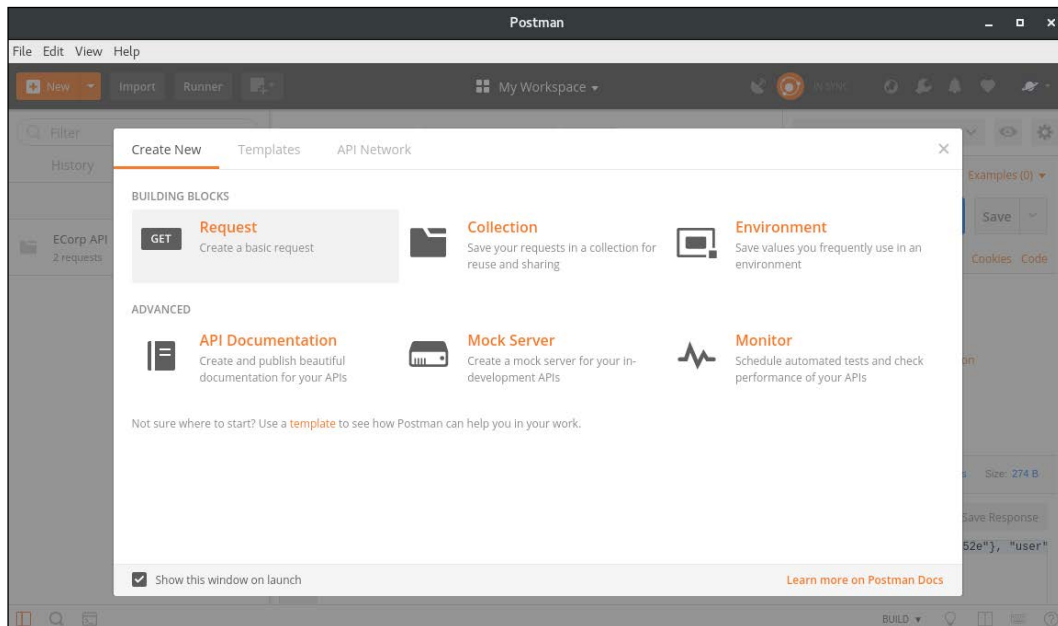 Postman
File Edit View Help
New Import Runner My Workspace IN SYNC
Filter
History
ECorp API
2 requests
Examples (0)
Save
Cookies Code
Create New Templates API Network
BUILDING BLOCKS
GET
Request
Create a basic request
Collection
Save your requests in a collection for
reuse and sharing
Environment
Save values you frequently use in an
environment
ADVANCED
API Documentation
Create and publish beautiful
documentation for your APIs
Mock Server
Create a mock server for your in-
development APIs
Monitor
Schedule automated tests and check
performance of your APIs
Not sure where to start? Use a template to see how Postman can help you in your work.
Size: 274 B
Save Response
52e"}, "user"
Show this window on launch
Learn more on Postman Docs
BUILD